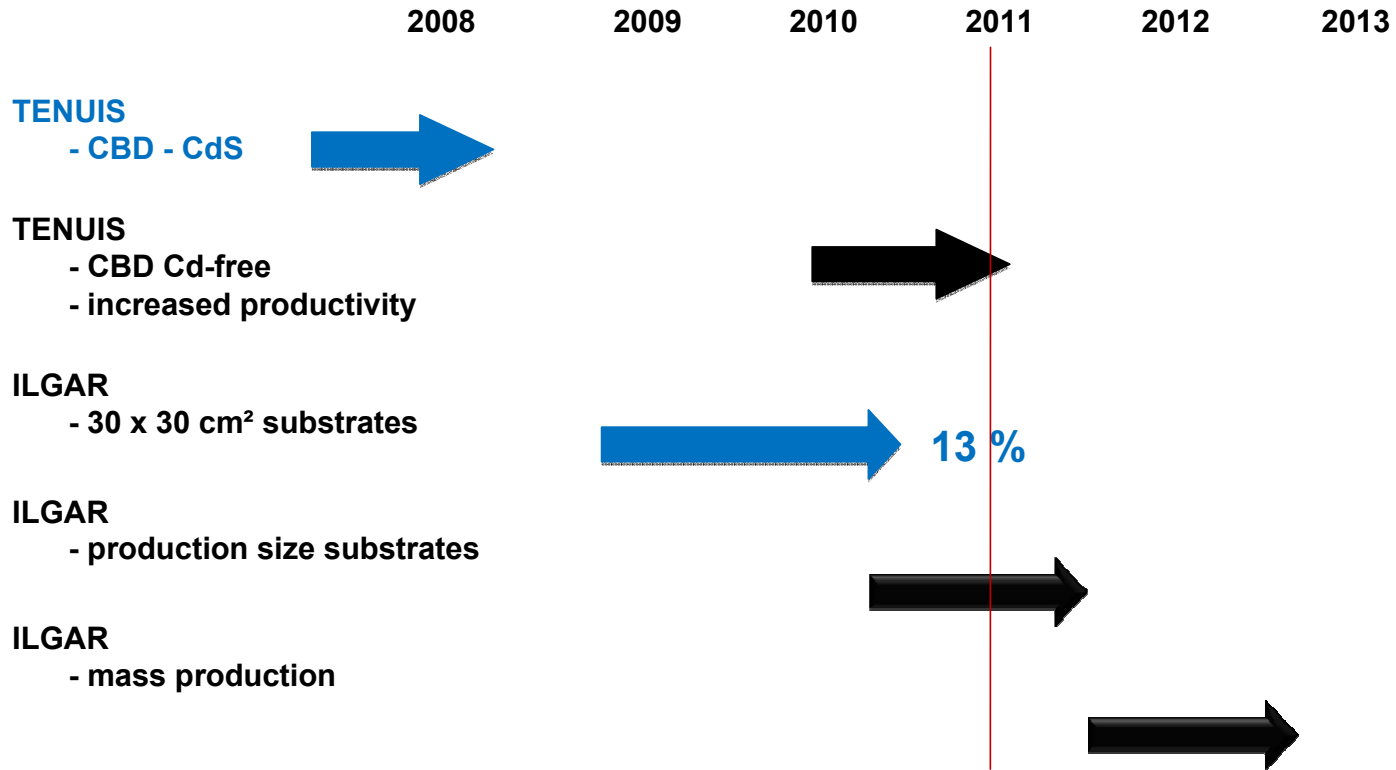 2008 2009 2010 2011 2012 2013
TENUIS
- CBD - CdS
TENUIS
- CBD Cd-free
- increased productivity
ILGAR
- 30 x 30 cm² substrates
13 %
ILGAR
- production size substrates
ILGAR
- mass production